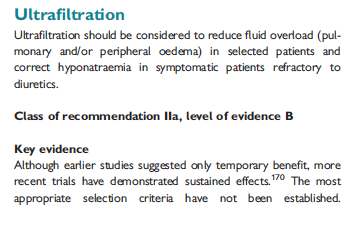 Ultrafiltration
Ultrafiltration should be considered to reduce fluid overload (pul-
monary and/or peripheral oedema) in selected patients and
correct hyponatraemia in symptomatic patients refractory to
diuretics.
Class of recommendation IIa, level of evidence B
Key evidence
Although earlier studies suggested only temporary benefit, more
recent trials have demonstrated sustained effects.170 The most
appropriate selection criteria have not been established.